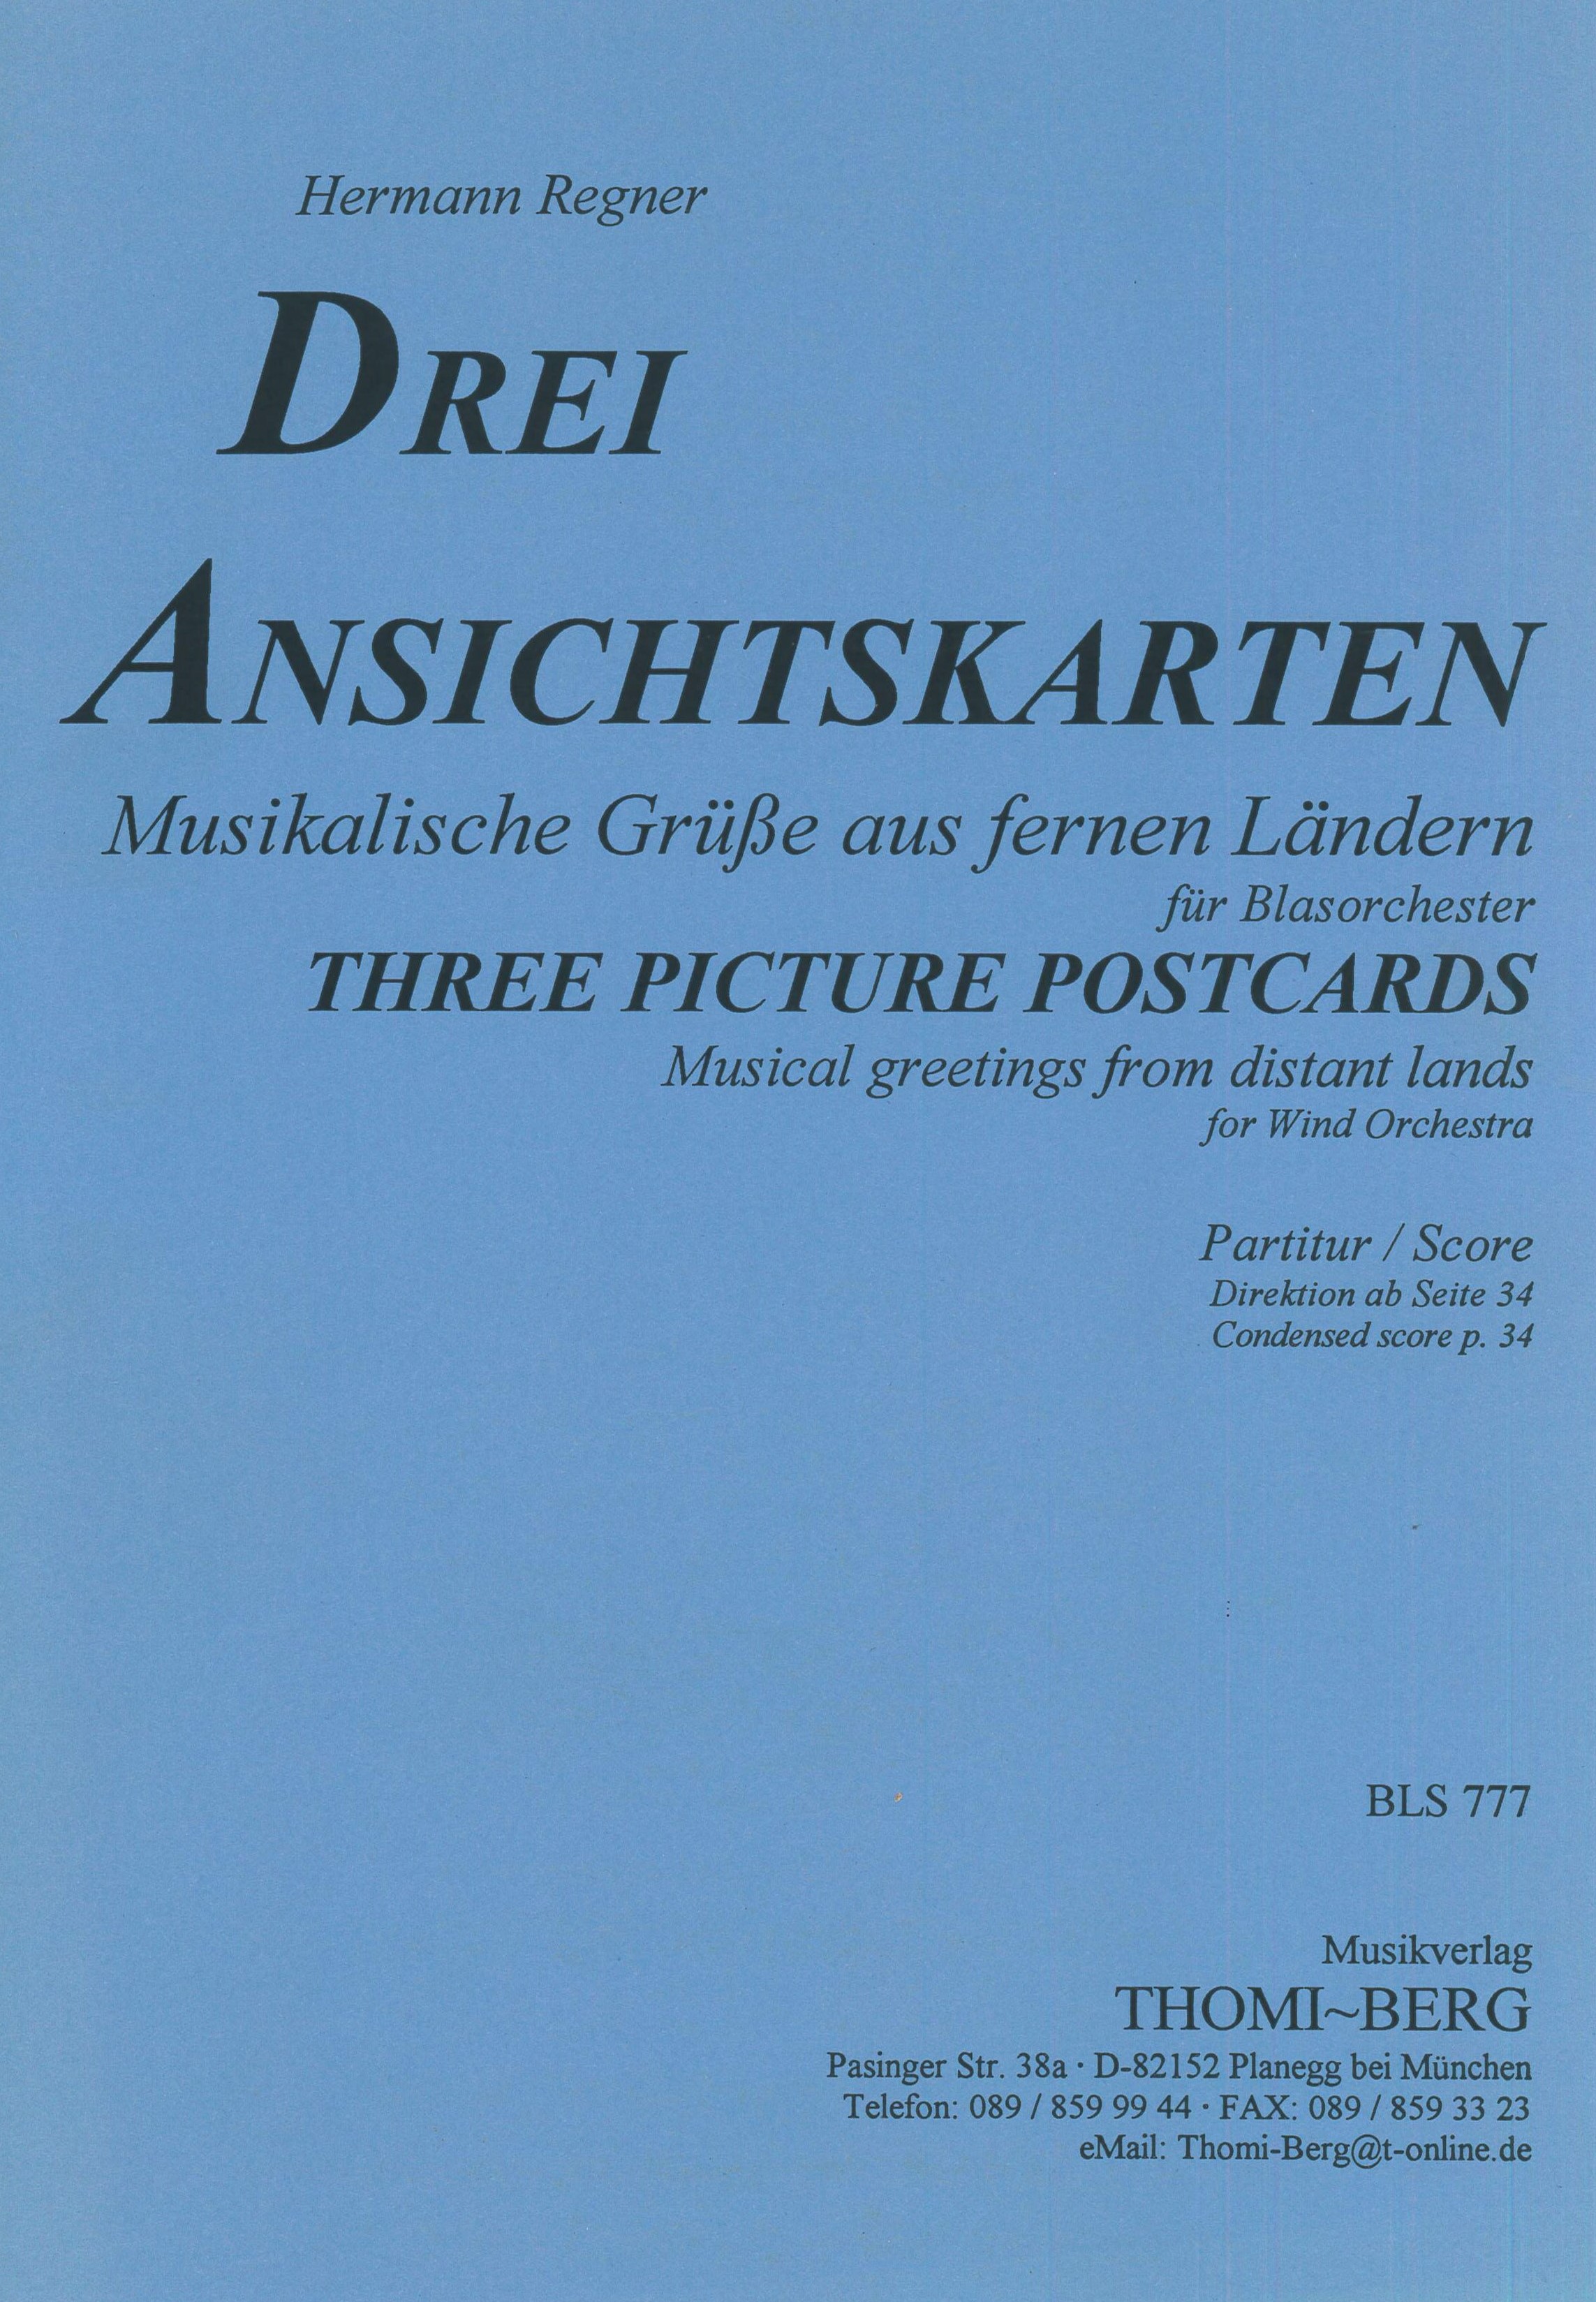 Hermann Regner
DREI
ANSICHTSKARTEN
Musikalische Grüße aus fernen Ländern
für Blasorchester
THREE PICTURE POSTCARDS
Musical greetings from distant lands
for Wind Orchestra
Partitur / Score
Direktion ab Seite 34
Condensed score p. 34
BLS 777
Musikverlag
THOMI~BERG
Pasinger Str. 38a · D-82152 Planegg bei München
Telefon: 089 / 859 99 44 · FAX: 089 / 859 33 23
eMail: Thomi-Berg@t-online.de